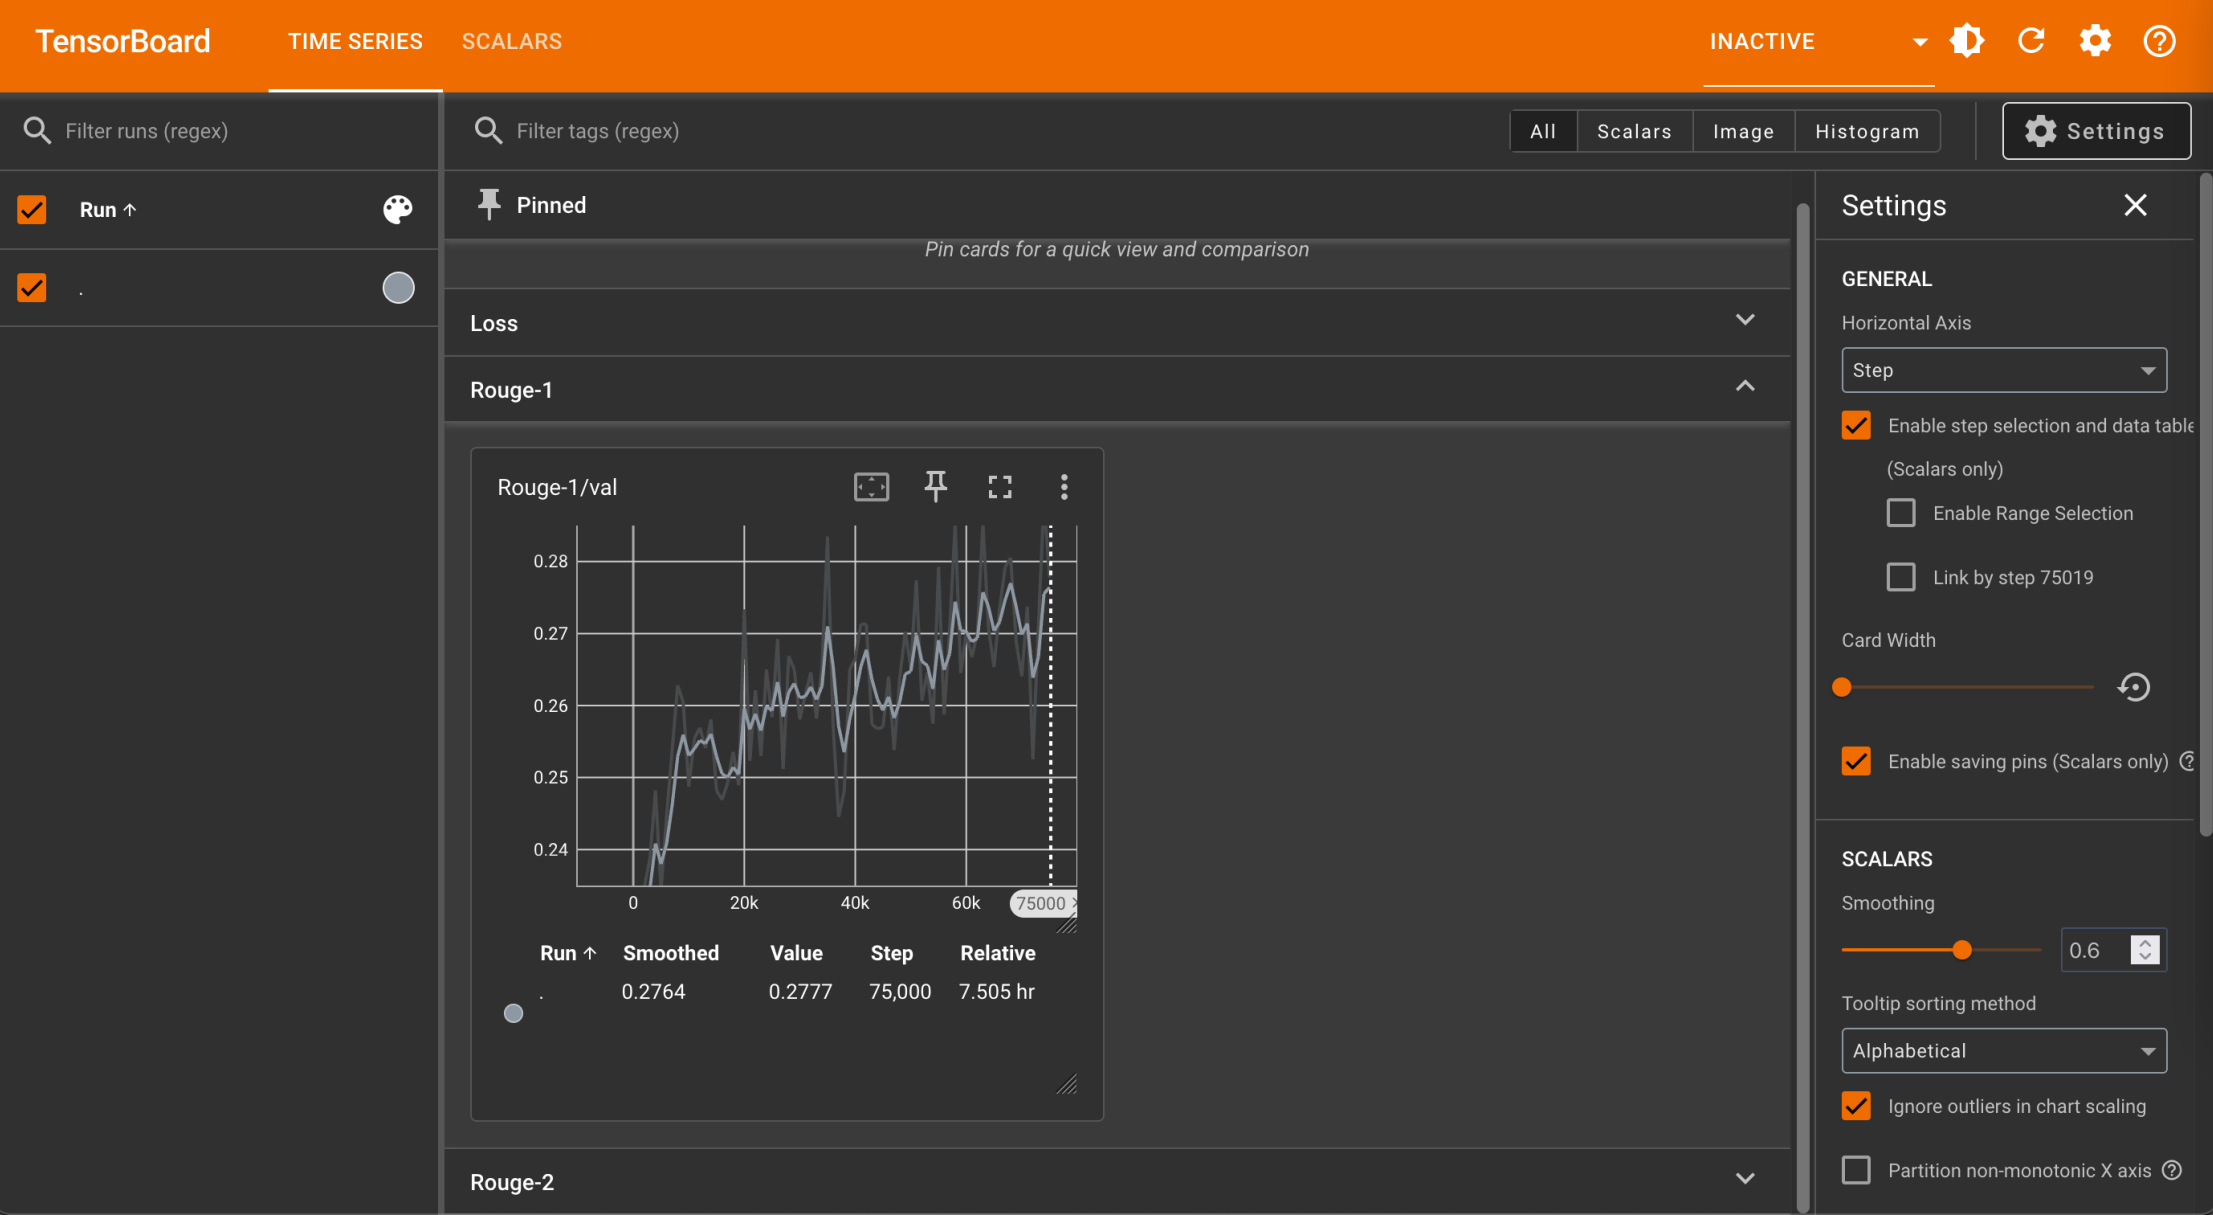 TensorBoard
TIME SERIES
SCALARS
INACTIVE
Filter runs (regex)
Filter tags (regex)
All
Scalars
Image
Histogram
Settings
Run
.
Pinned
Pin cards for a quick view and comparison
Loss
Rouge-1
Rouge-1/val
0.28
0.27
0.26
0.25
0.24
0
20k
40k
60k
75000
Run Smoothed Value Step Relative
. 0.2764 0.2777 75,000 7.505 hr
Rouge-2
Settings
GENERAL
Horizontal Axis
Step
Enable step selection and data table
(Scalars only)
Enable Range Selection
Link by step 75019
Card Width
Enable saving pins (Scalars only)
SCALARS
Smoothing
0.6
Tooltip sorting method
Alphabetical
Ignore outliers in chart scaling
Partition non-monotonic X axis